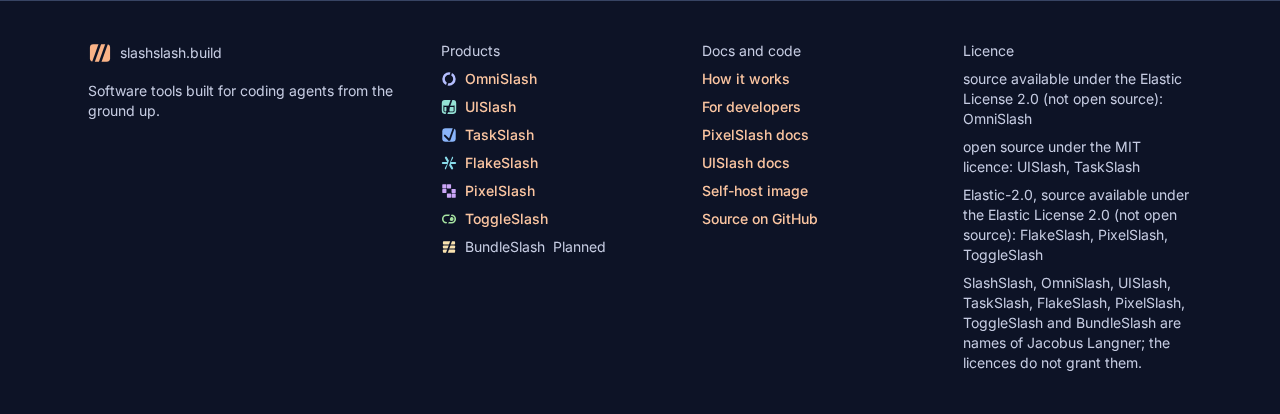 slashslash.build
Software tools built for coding agents from the
ground up.
Products
OmniSlash
UISlash
TaskSlash
FlakeSlash
PixelSlash
ToggleSlash
BundleSlash Planned
Docs and code
How it works
For developers
PixelSlash docs
UISlash docs
Self-host image
Source on GitHub
Licence
source available under the Elastic
License 2.0 (not open source):
OmniSlash
open source under the MIT
licence: UISlash, TaskSlash
Elastic-2.0, source available under
the Elastic License 2.0 (not open
source): FlakeSlash, PixelSlash,
ToggleSlash
SlashSlash, OmniSlash, UISlash,
TaskSlash, FlakeSlash, PixelSlash,
ToggleSlash and BundleSlash are
names of Jacobus Langner; the
licences do not grant them.